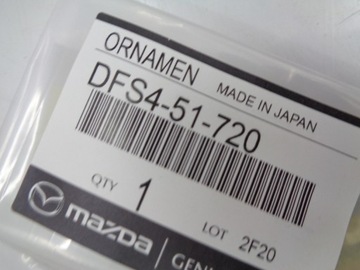 ORNAMEN MADE IN JAPAN
DFS4-51-720
QTY 1 LOT 2F20
mazda